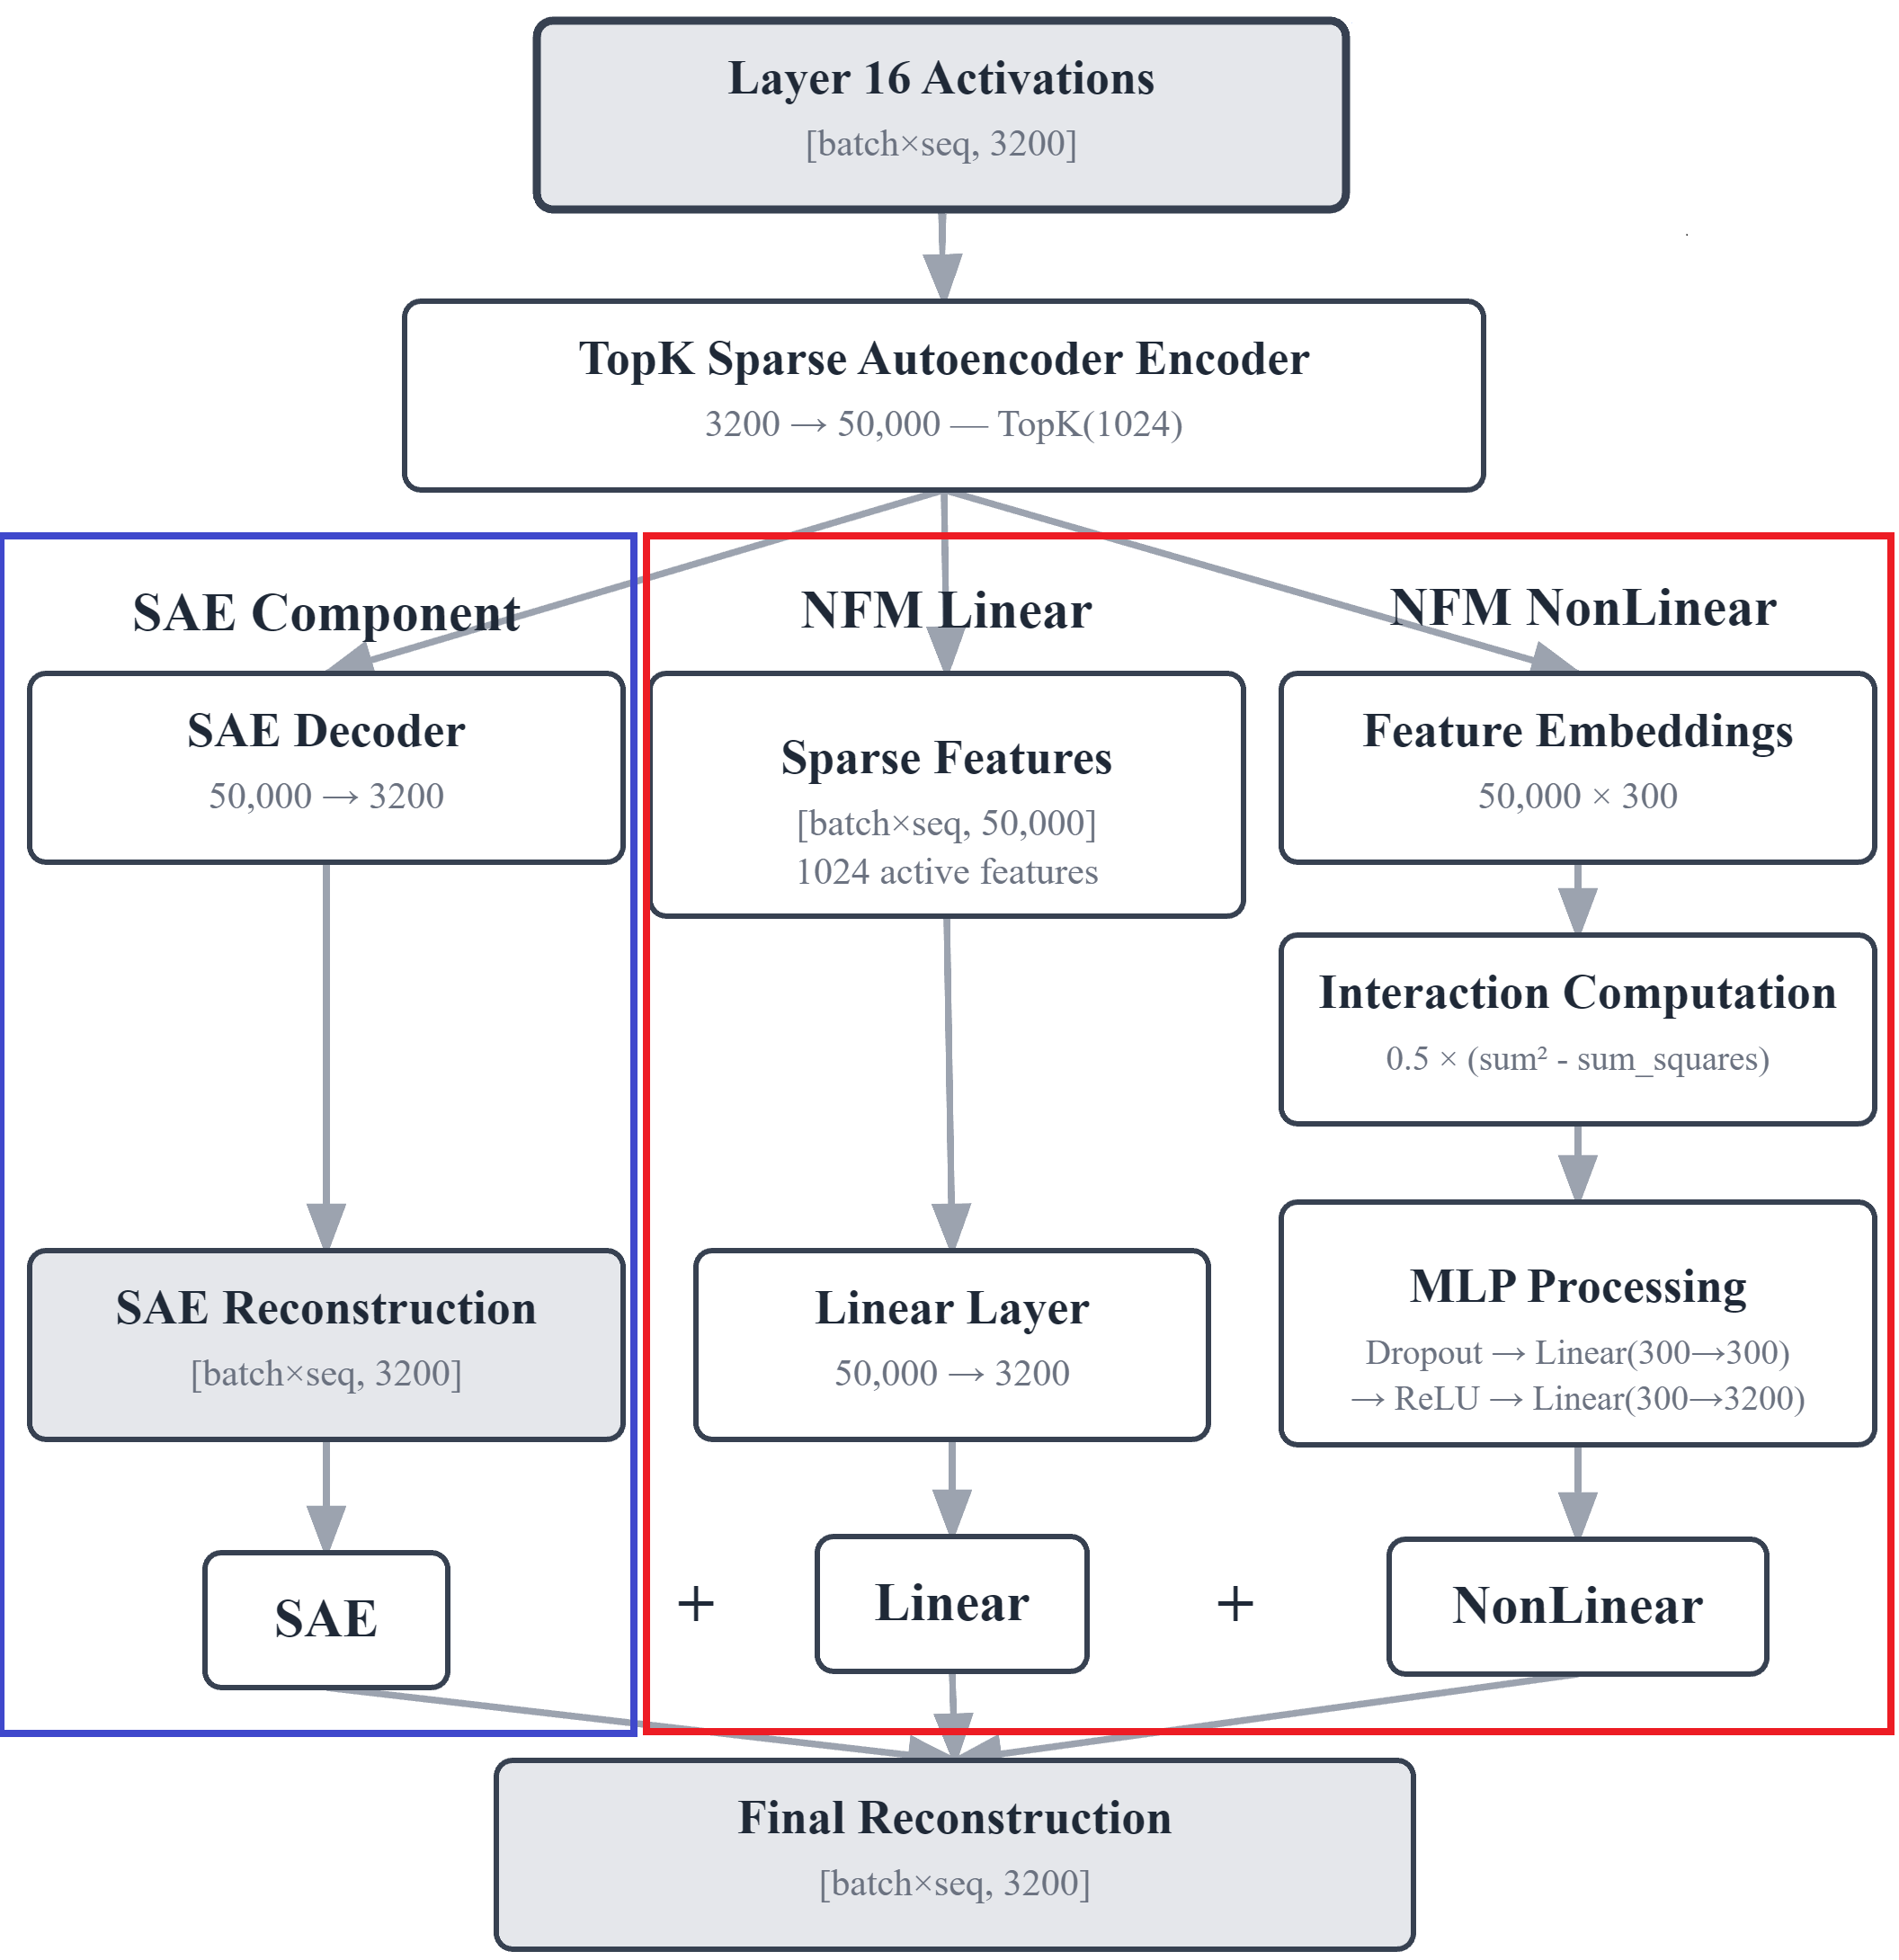 Layer 16 Activations
[batch×seq, 3200]
TopK Sparse Autoencoder Encoder
3200 → 50,000 — TopK(1024)
SAE Component
SAE Decoder
50,000 → 3200
SAE Reconstruction
[batch×seq, 3200]
SAE
+
NFM Linear
Sparse Features
[batch×seq, 50,000]
1024 active features
Linear Layer
50,000 → 3200
Linear
+
NFM NonLinear
Feature Embeddings
50,000 × 300
Interaction Computation
0.5 × (sum² - sum_squares)
MLP Processing
Dropout → Linear(300→300)
→ ReLU → Linear(300→3200)
NonLinear
Final Reconstruction
[batch×seq, 3200]